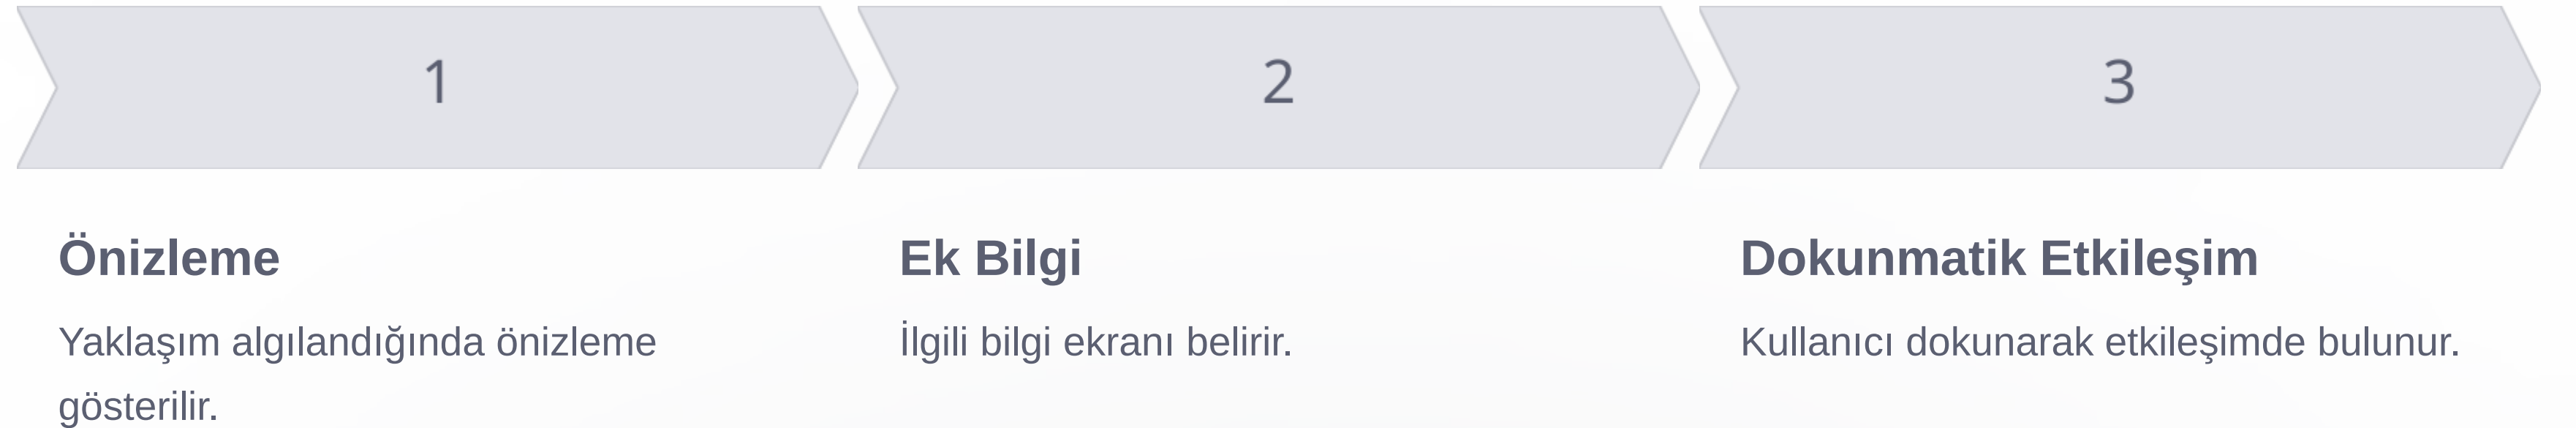 1
2
3
Önizleme
Yaklaşım algılandığında önizleme
gösterilir.
Ek Bilgi
İlgili bilgi ekranı belirir.
Dokunmatik Etkileşim
Kullanıcı dokunarak etkileşimde bulunur.